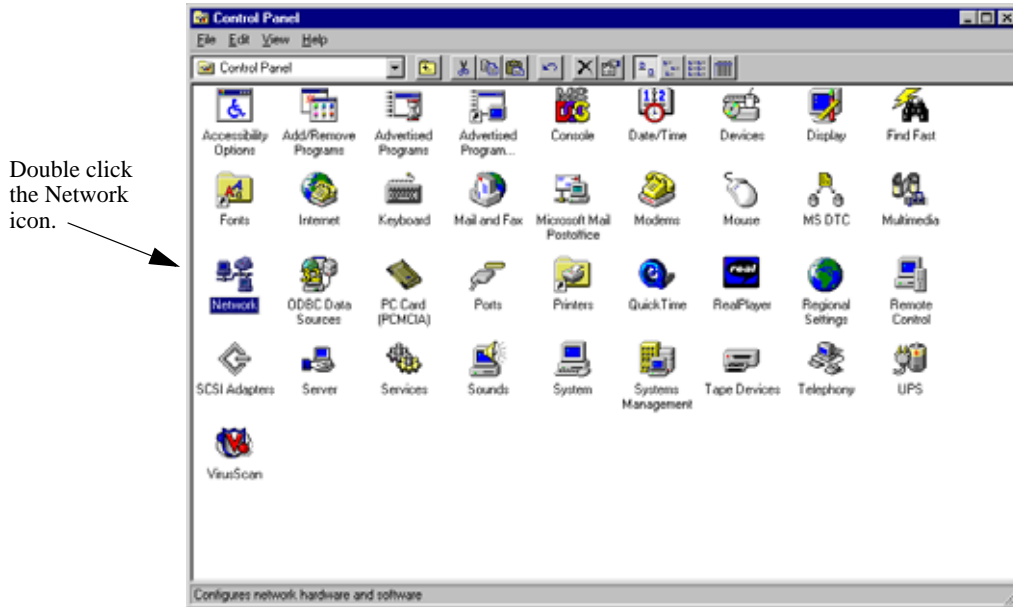 Control Panel
File Edit View Help
Control Panel
Accessibility Options
Add/Remove Programs
Advertised Programs
Advertised Program...
Console
Date/Time
Devices
Display
Find Fast
Double click
the Network
icon.
Fonts
Internet
Keyboard
Mail and Fax
Microsoft Mail Postoffice
Modems
Mouse
MS DTC
Multimedia
Network
ODBC Data Sources
PC Card (PCMCIA)
Ports
Printers
QuickTime
real
RealPlayer
Regional Settings
Remote Control
SCSI Adapters
Server
Services
Sounds
System
Systems Management
Tape Devices
Telephony
UPS
VirusScan
Configures network hardware and software